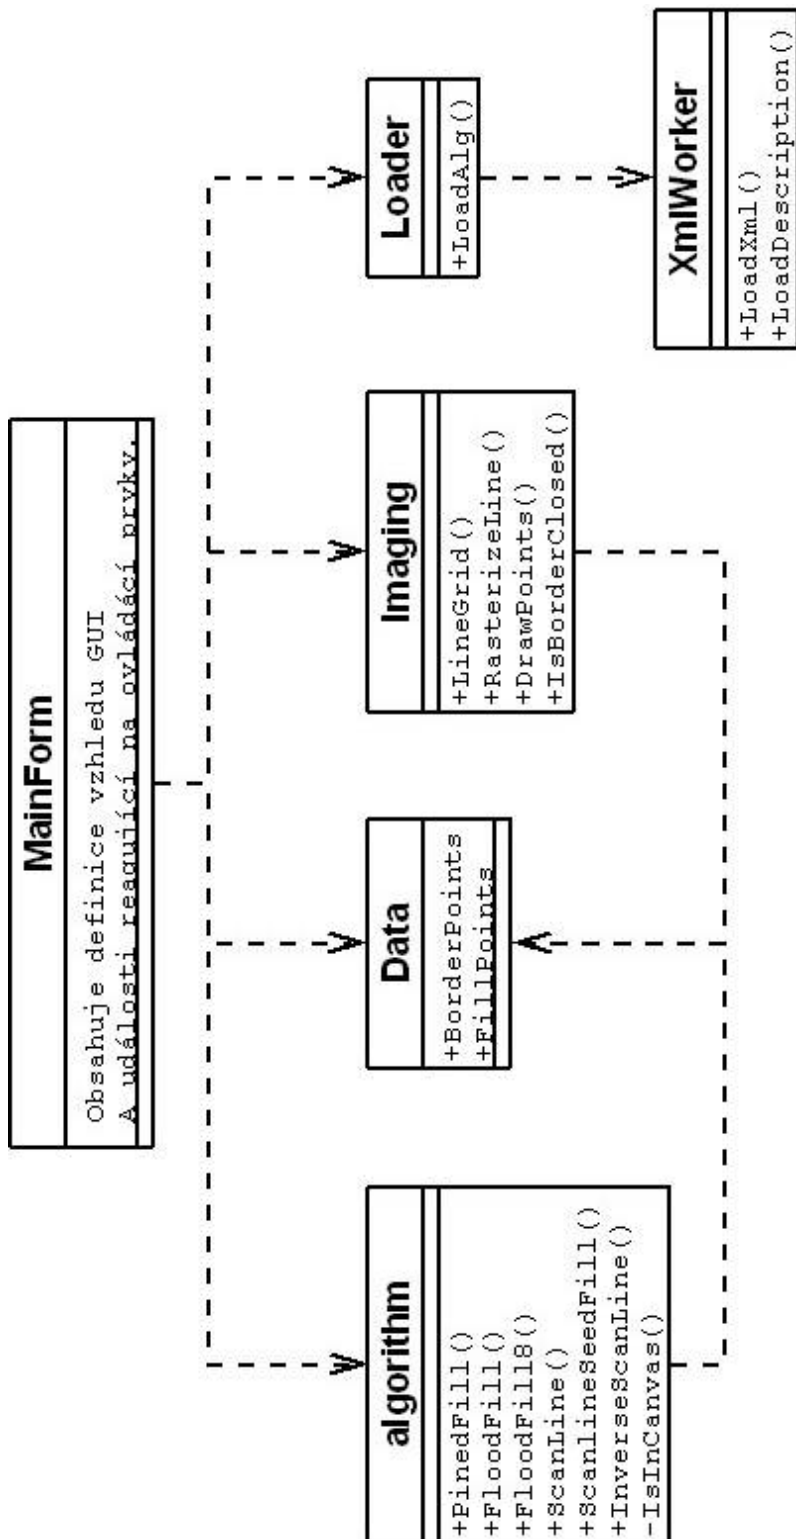 MainForm
Obsahuje definice vzhledu GUI
A události reagující na ovládácí prvky.
algorithm
+PinedFill()
+FloodFill()
+FloodFill8()
+ScanLine()
+ScanlineSeedFill()
+InverseScanLine()
-IsInCanvas()
Data
+BorderPoints
+FillPoints
Imaging
+LineGrid()
+RasterizeLine()
+DrawPoints()
+IsBorderClosed()
Loader
+LoadAlg()
XmlWorker
+LoadXml()
+LoadDescription()